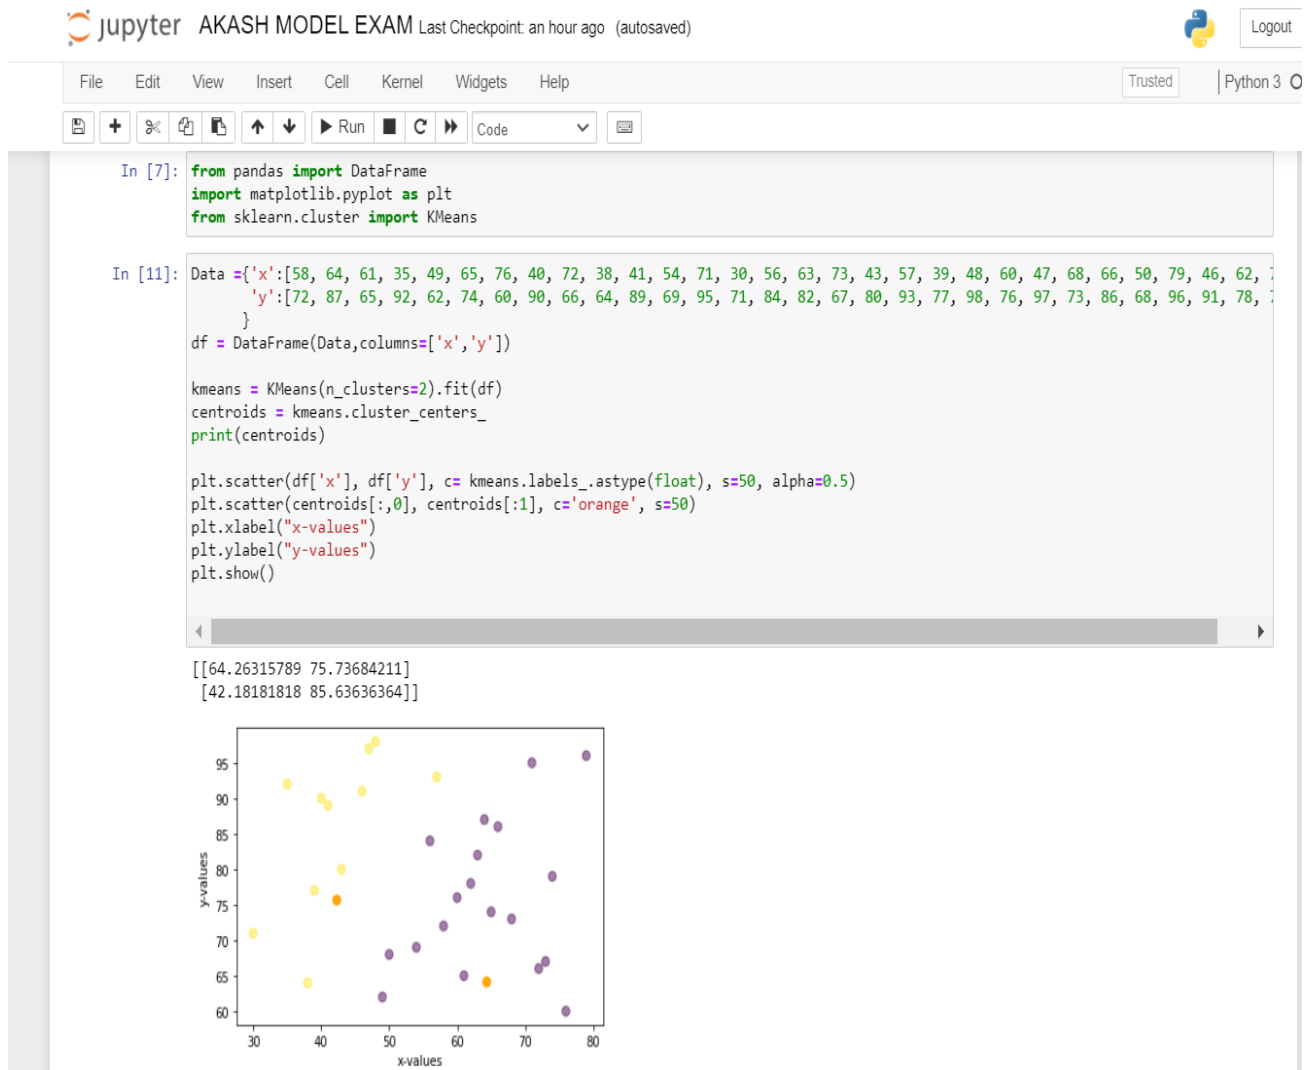 jupyter AKASH MODEL EXAM Last Checkpoint: an hour ago (autosaved) Logout
File Edit View Insert Cell Kernel Widgets Help Trusted Python 3
Run Code
In [7]: from pandas import DataFrame
import matplotlib.pyplot as plt
from sklearn.cluster import KMeans
In [11]: Data ={'x':[58, 64, 61, 35, 49, 65, 76, 40, 72, 38, 41, 54, 71, 30, 56, 63, 73, 43, 57, 39, 48, 60, 47, 68, 66, 50, 79, 46, 62,
'y':[72, 87, 65, 92, 62, 74, 60, 90, 66, 64, 89, 69, 95, 71, 84, 82, 67, 80, 93, 77, 98, 76, 97, 73, 86, 68, 96, 91, 78,
}
df = DataFrame(Data,columns=['x','y'])
kmeans = KMeans(n_clusters=2).fit(df)
centroids = kmeans.cluster_centers_
print(centroids)
plt.scatter(df['x'], df['y'], c= kmeans.labels_.astype(float), s=50, alpha=0.5)
plt.scatter(centroids[:,0], centroids[:1], c='orange', s=50)
plt.xlabel("x-values")
plt.ylabel("y-values")
plt.show()
[[64.26315789 75.73684211]
[42.18181818 85.63636364]]
95
90
85
80
75
70
65
60
y-values
30 40 50 60 70 80
x-values